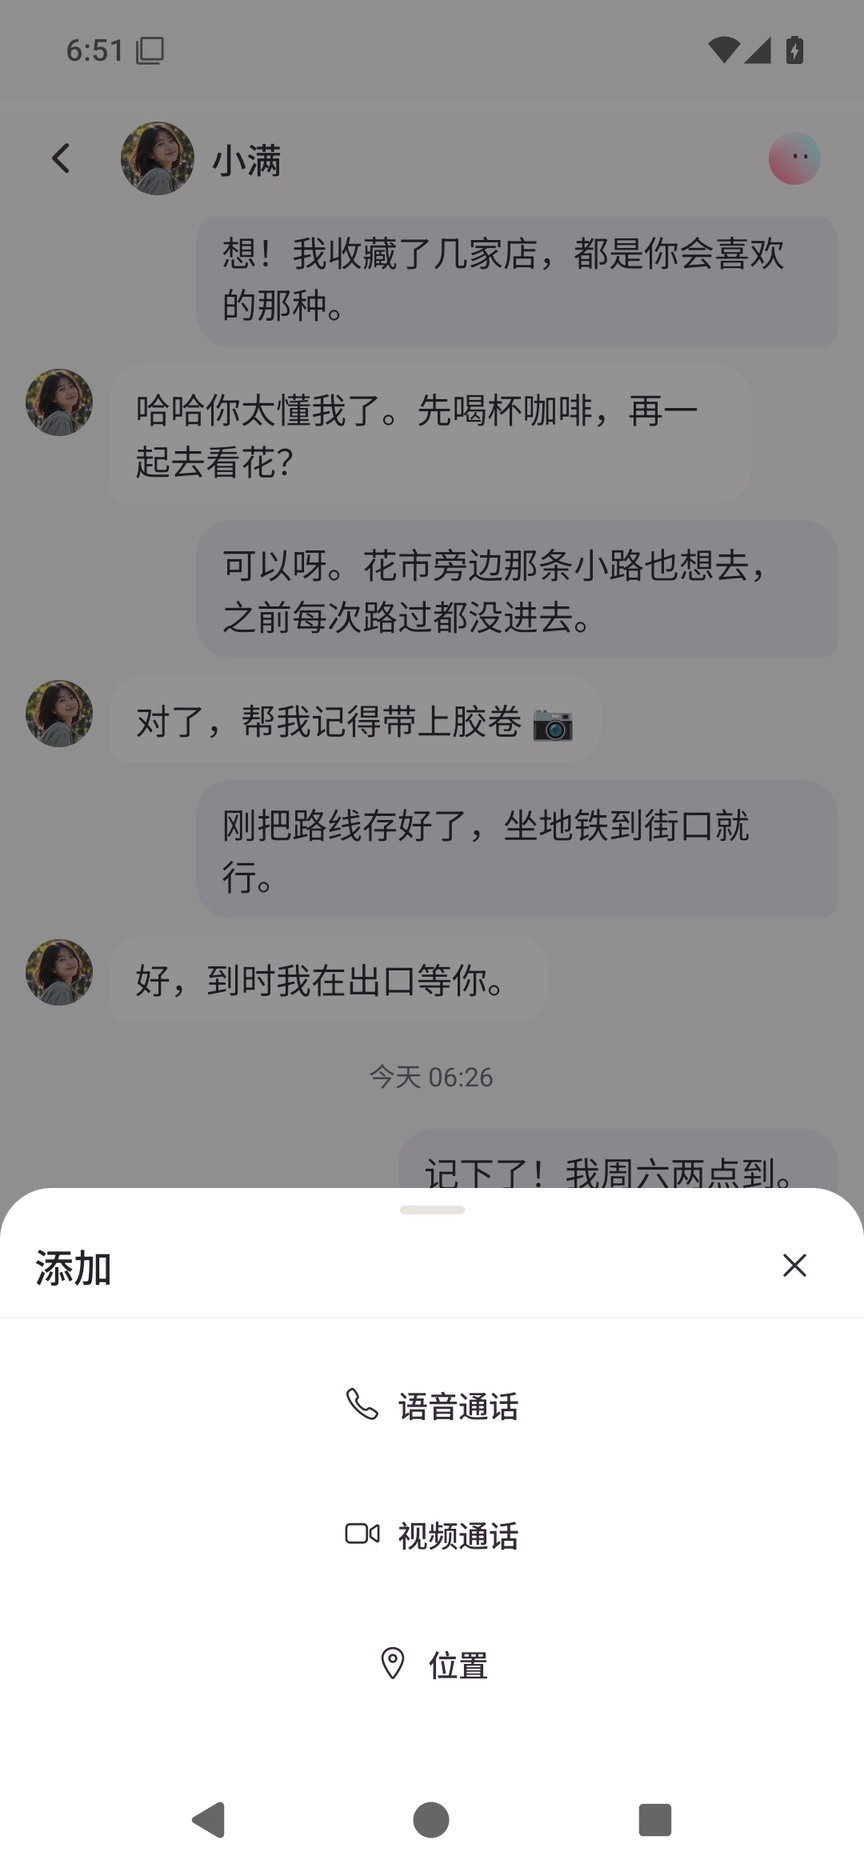 6:51
小满
想！我收藏了几家店，都是你会喜欢
的那种。
哈哈你太懂我了。先喝杯咖啡，再一
起去看花？
可以呀。花市旁边那条小路也想去，
之前每次路过都没进去。
对了，帮我记得带上胶卷 📷
刚把路线存好了，坐地铁到街口就
行。
好，到时我在出口等你。
今天 06:26
记下了！我周六两点到。
添加
语音通话
视频通话
位置